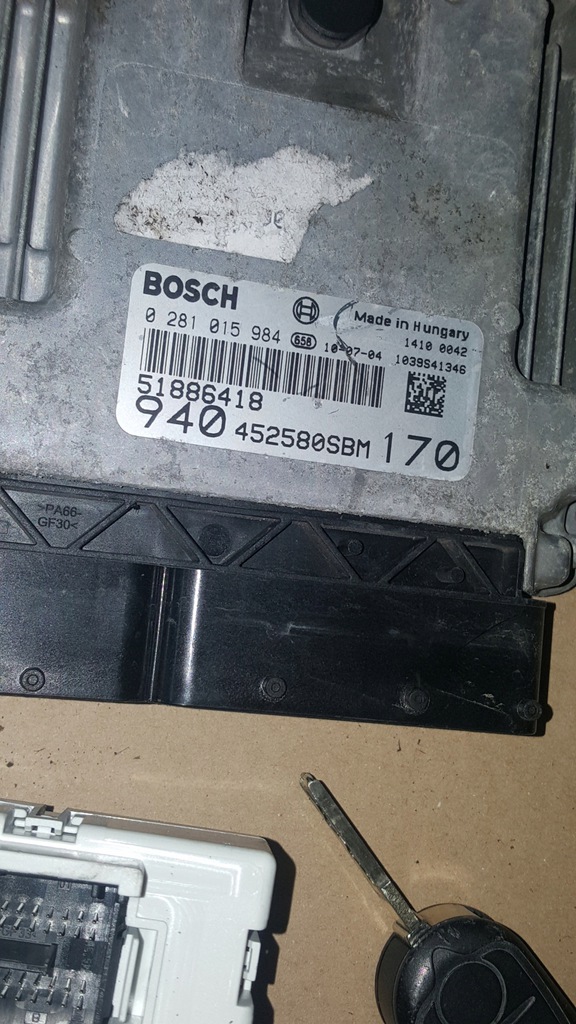 BOSCH
Made in Hungary
0 281 015 984 658 10-07-04
1410 0042
1039S41346
51886418
940 452580SBM 170
>PA66-
GF30<
B